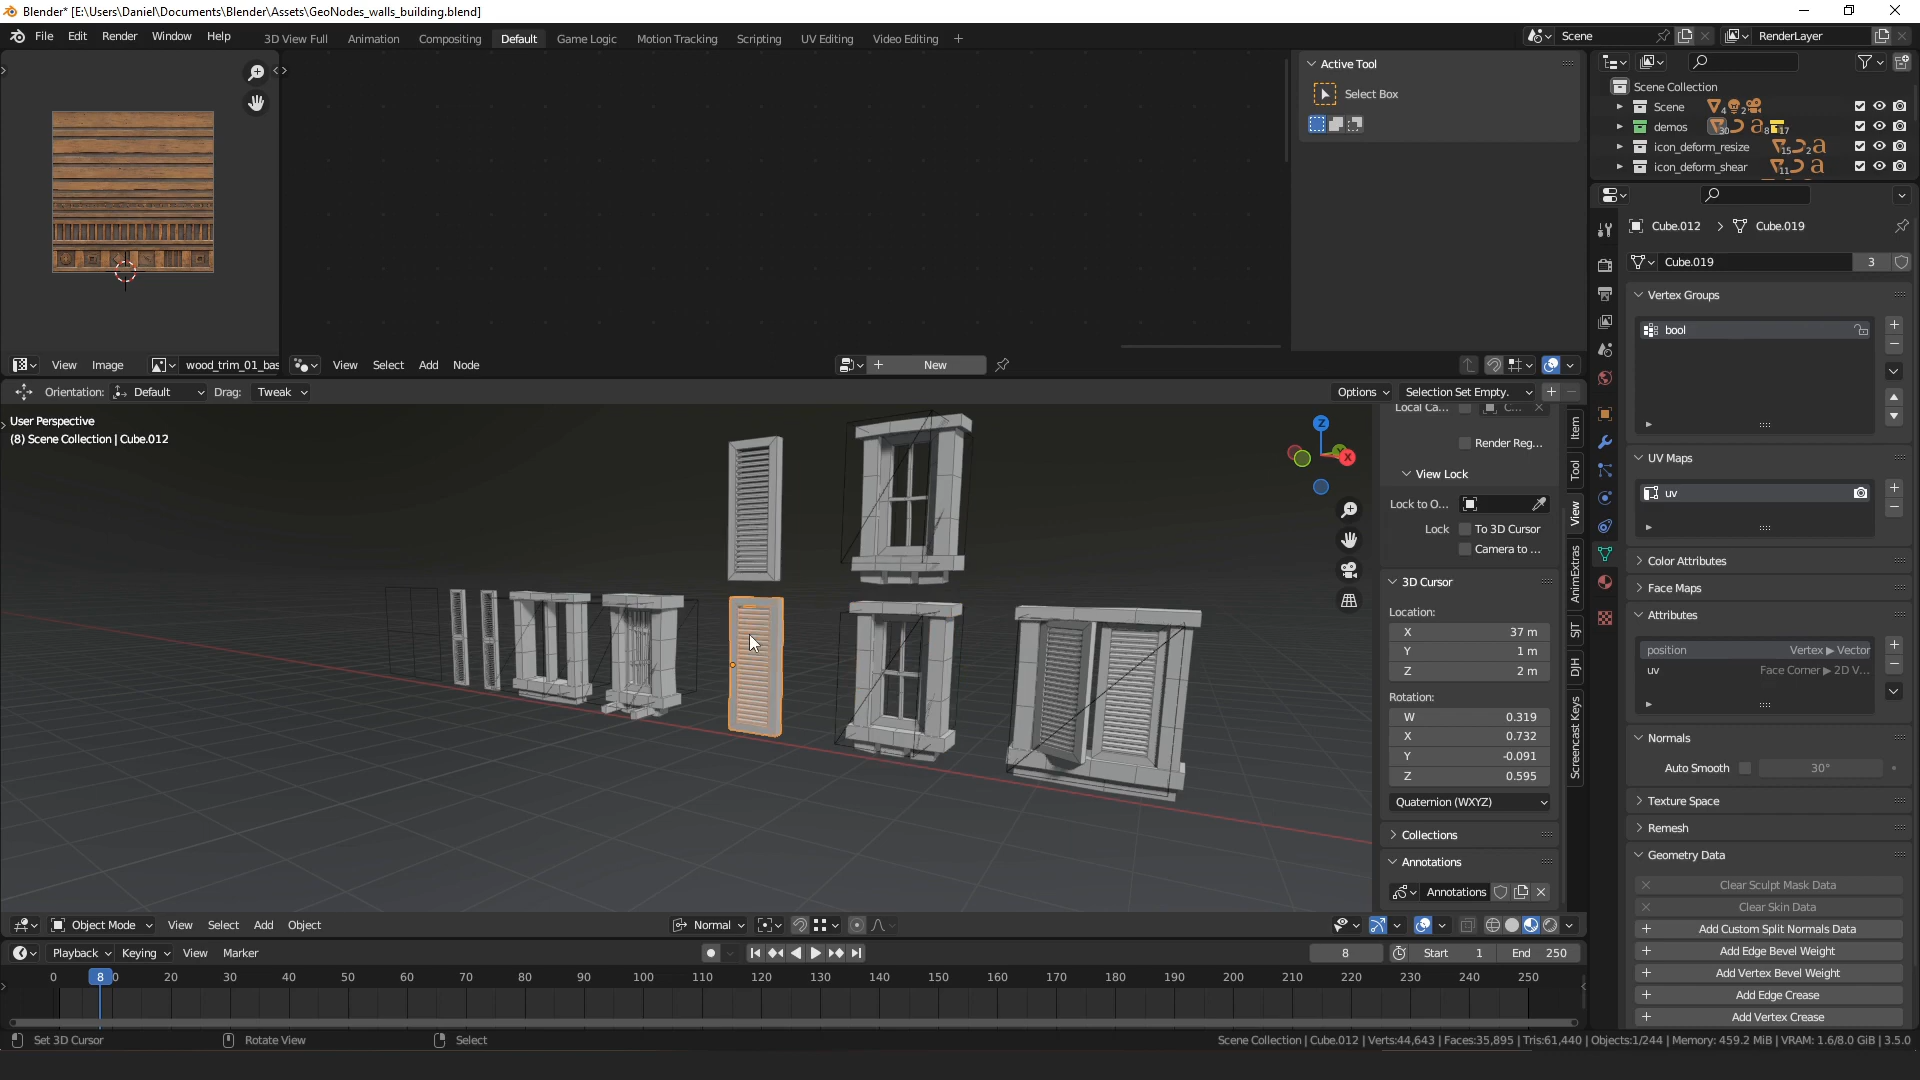 Blender* [E:\Users\Daniel\Documents\Blender\Assets\GeoNodes_walls_building.blend]
File Edit Render Window Help 3D View Full Animation Compositing Default Game Logic Motion Tracking Scripting UV Editing Video Editing + Scene RenderLayer
Active Tool
Select Box
Scene Collection
Scene 4 2
demos 30 8 17
icon_deform_resize 15 2
icon_deform_shear 11
Cube.012 > Cube.019
Cube.019 3
Vertex Groups
bool
View Image wood_trim_01_bas View Select Add Node New
Orientation: Default Drag: Tweak Options Selection Set Empty.
User Perspective
(8) Scene Collection | Cube.012
Local Ca... C...
Render Reg...
View Lock
Lock to O...
Lock To 3D Cursor
Camera to ...
3D Cursor
Location:
X 37 m
Y 1 m
Z 2 m
Rotation:
W 0.319
X 0.732
Y -0.091
Z 0.595
Quaternion (WXYZ)
Collections
Annotations
Annotations
Item
Tool
View
AnimExtras
SJT
DJH
Screencast Keys
Z
X
UV Maps
uv
Color Attributes
Face Maps
Attributes
position Vertex ▶ Vector
uv Face Corner ▶ 2D V...
Normals
Auto Smooth 30°
Texture Space
Remesh
Geometry Data
Clear Sculpt Mask Data
Clear Skin Data
Add Custom Split Normals Data
Add Edge Bevel Weight
Add Vertex Bevel Weight
Add Edge Crease
Add Vertex Crease
Object Mode View Select Add Object Normal
Playback Keying View Marker 8 Start 1 End 250
0 8 0 20 30 40 50 60 70 80 90 100 110 120 130 140 150 160 170 180 190 200 210 220 230 240 250
Set 3D Cursor Rotate View Select Scene Collection | Cube.012 | Verts:44,643 | Faces:35,895 | Tris:61,440 | Objects:1/244 | Memory: 459.2 MiB | VRAM: 1.6/8.0 GiB | 3.5.0